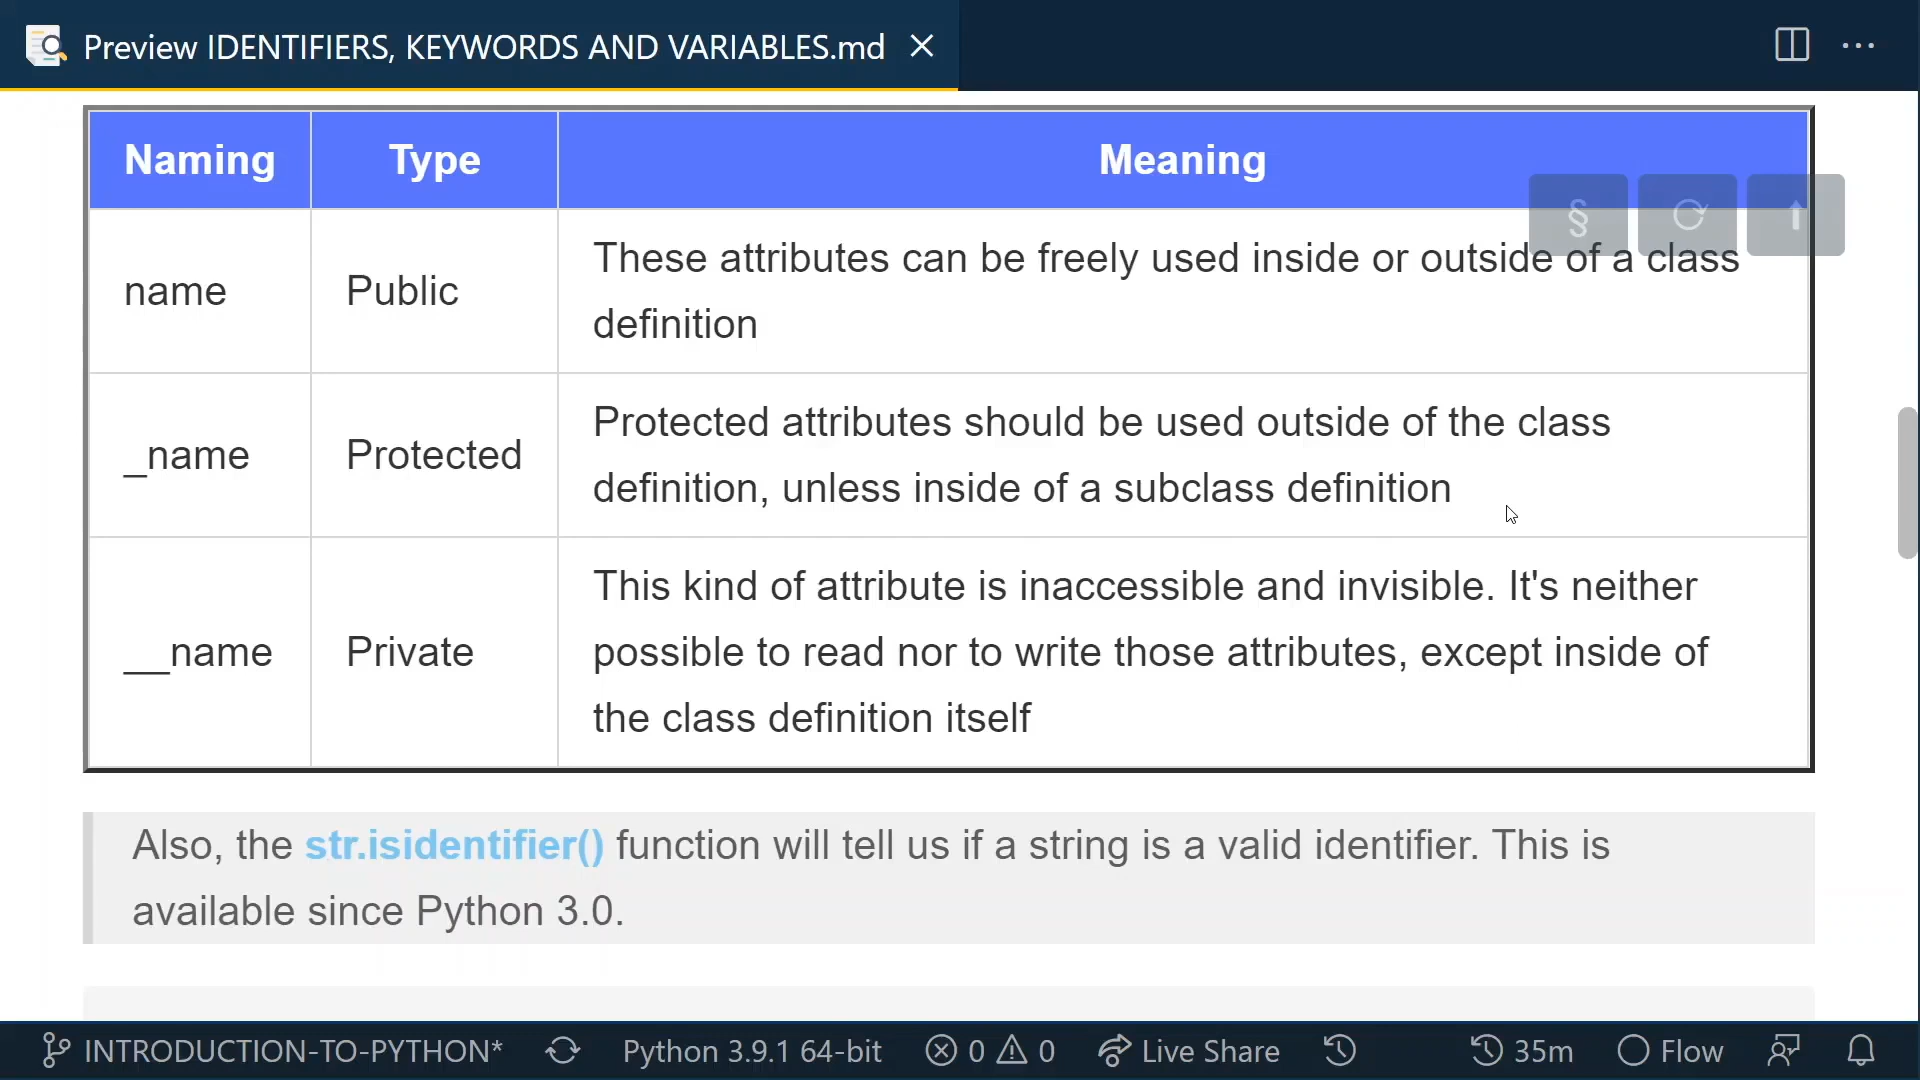 Preview IDENTIFIERS, KEYWORDS AND VARIABLES.md
Naming Type Meaning
§
name Public These attributes can be freely used inside or outside of a class
definition
_name Protected Protected attributes should be used outside of the class
definition, unless inside of a subclass definition
__name Private This kind of attribute is inaccessible and invisible. It's neither
possible to read nor to write those attributes, except inside of
the class definition itself
Also, the str.isidentifier() function will tell us if a string is a valid identifier. This is
available since Python 3.0.
INTRODUCTION-TO-PYTHON* Python 3.9.1 64-bit 0 0 Live Share 35m Flow